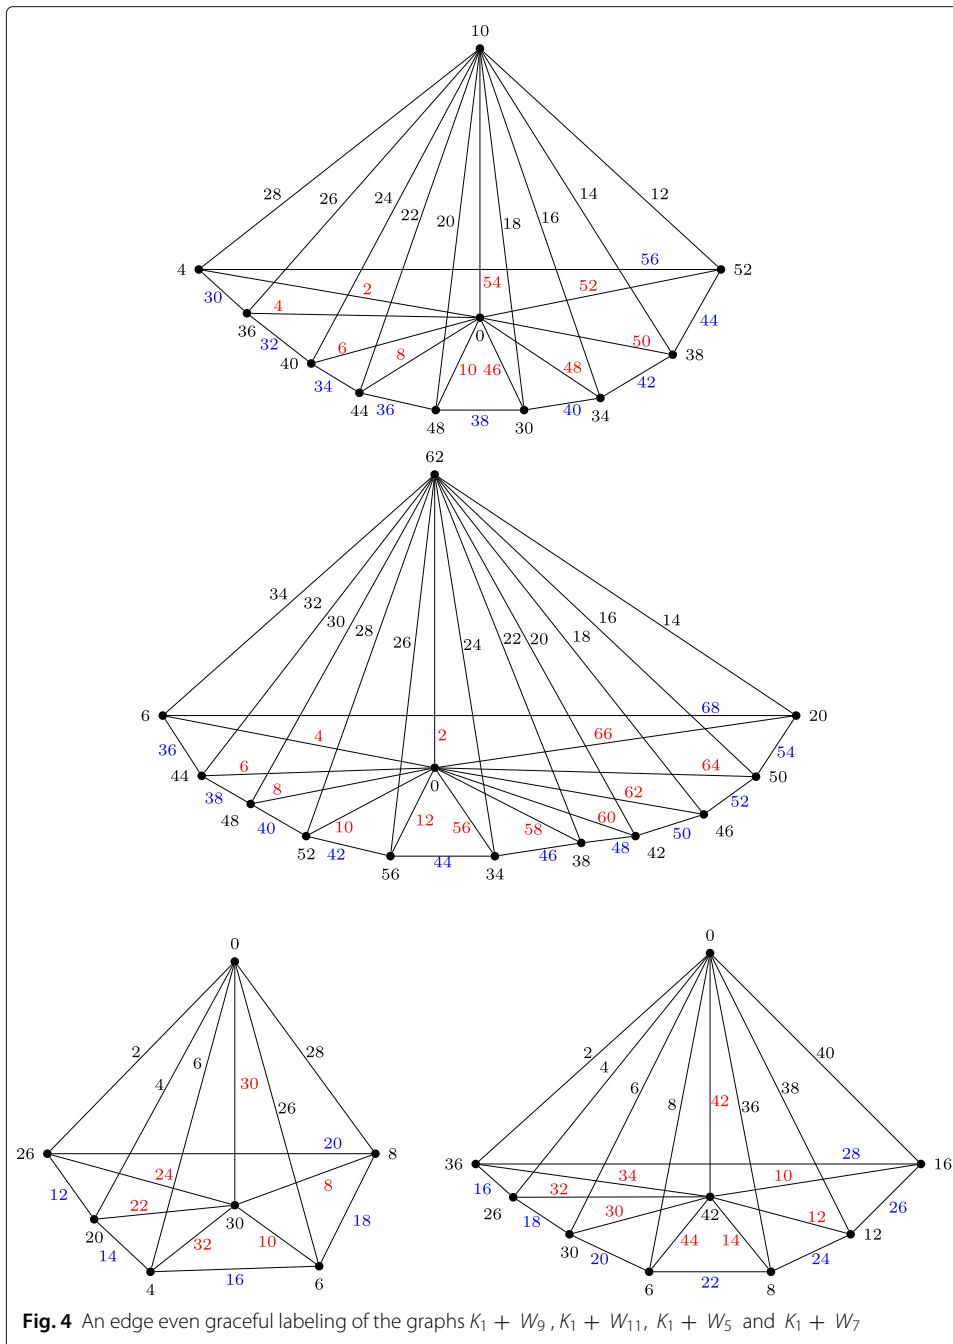 10
28 26 24 22 20 18 16 14 12
4 56 52
30 2 54 52
4
36 0
32 6 8 50 44
40 10 46 48 38
34 42
44 36 48 38 30 40 34
62
34 32 30 28 26 24 22 20 18 16 14
6 68 20
36 4 2 66 54
44 6 64 50
0
38 8 62 52
48 12 60 46
40 10 56 58 50
52 42 44 46 48 42
56 34 38
0 0
2 4 6 28
30 26
2 4 6 8 42 36 38 40
26 20 8
24 8
12 22
30
20 32 10 18
14
4 16 6
36 28 16
34 10
16 32
26 42 26
18 30 12
30 44 14 12
20 24
6 22 8
Fig. 4 An edge even graceful labeling of the graphs K₁ + W₉ , K₁ + W₁₁, K₁ + W₅ and K₁ + W₇